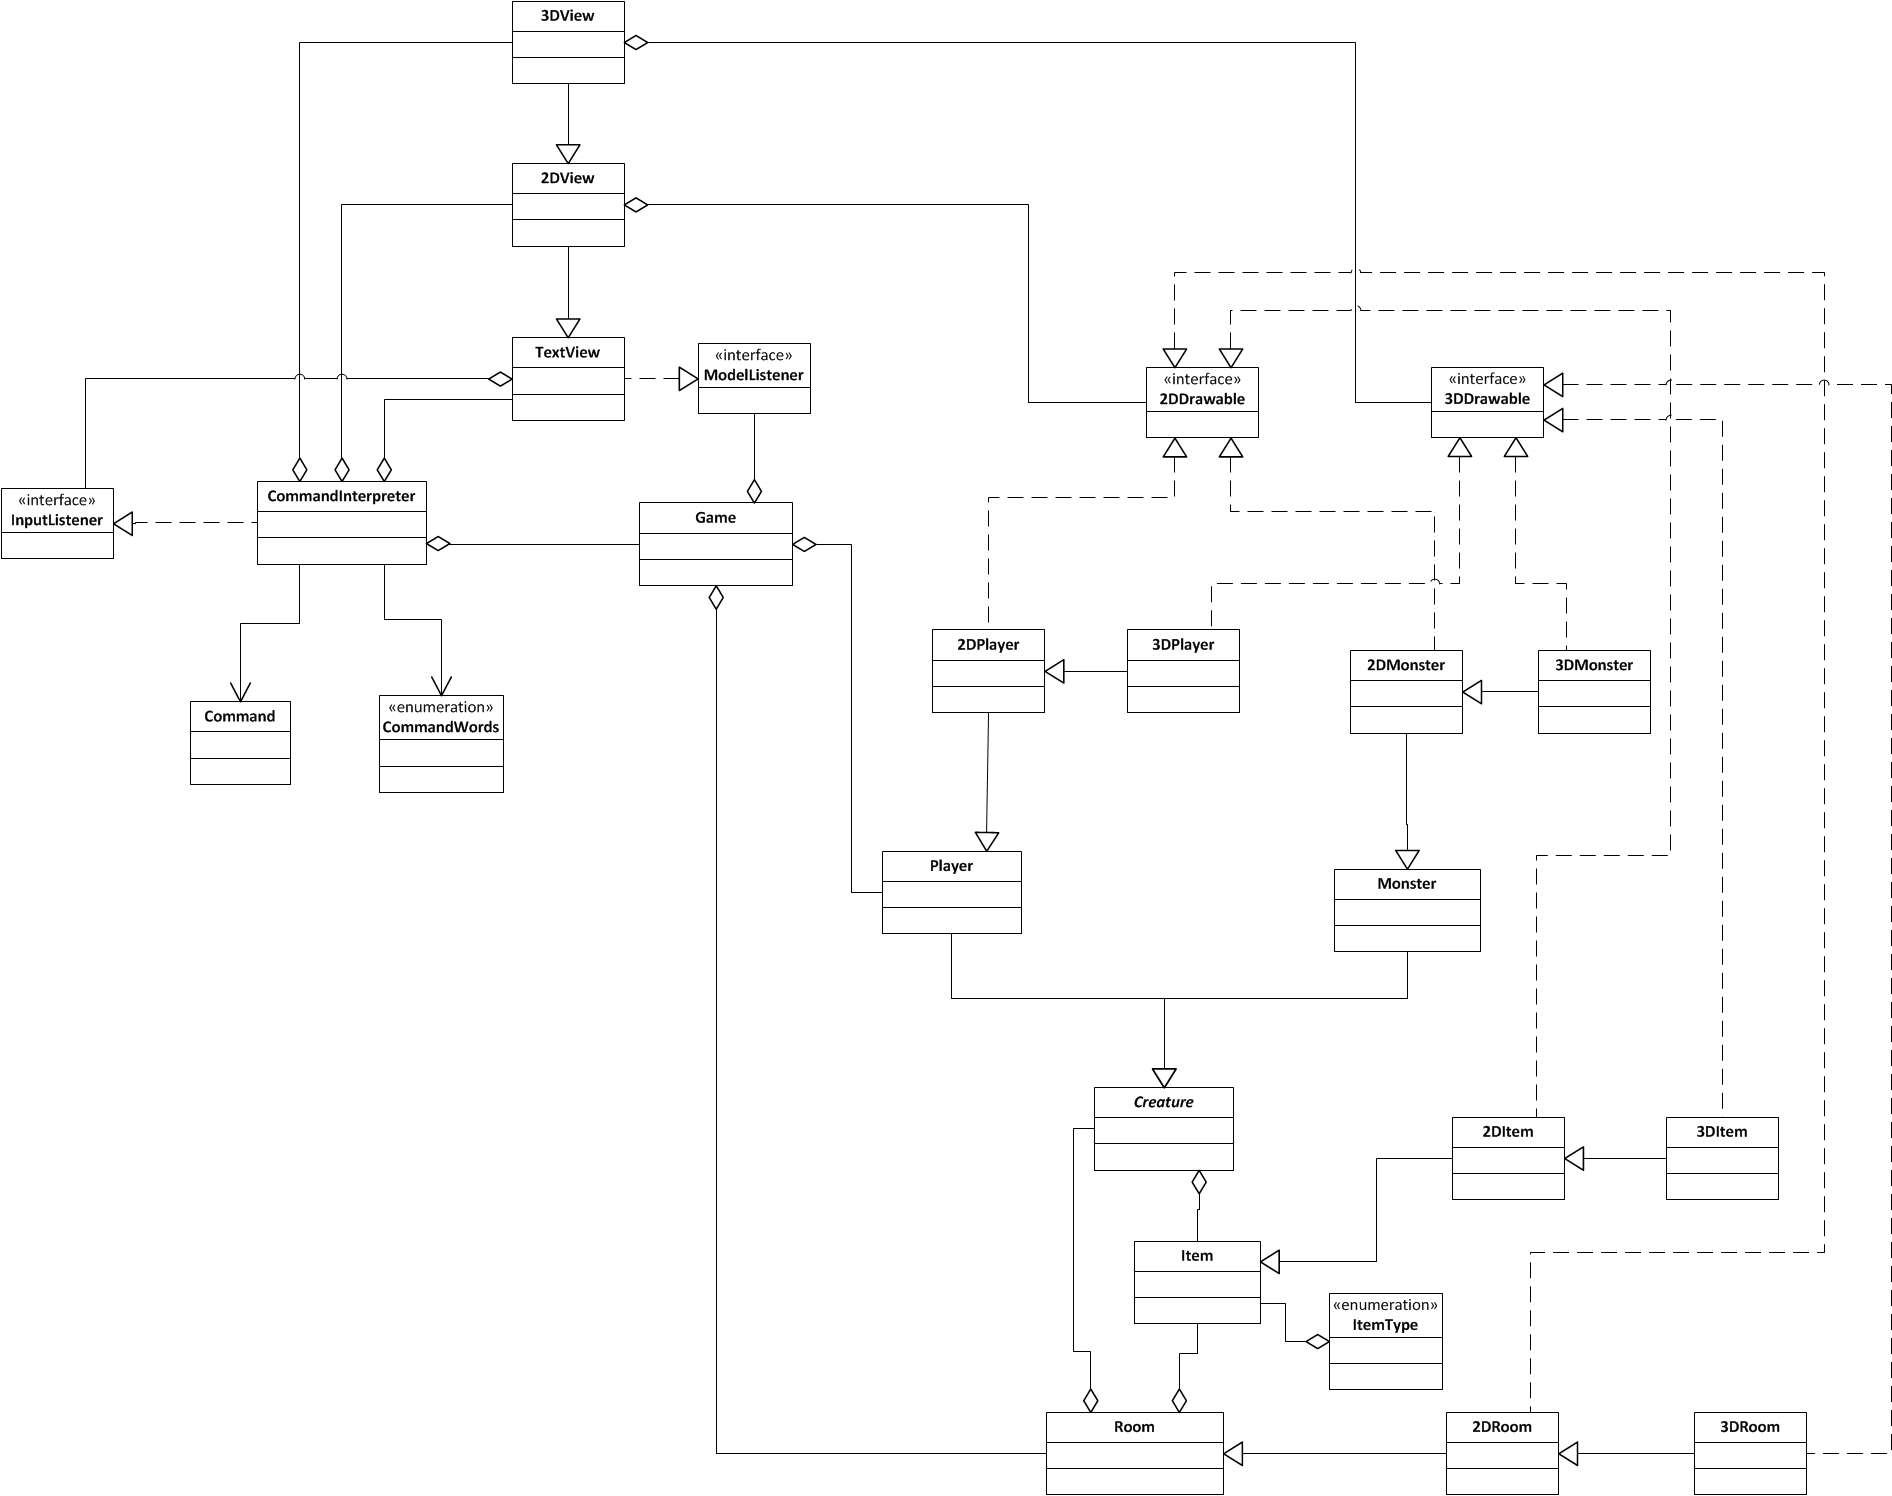 3DView
2DView
TextView
«interface»
ModelListener
«interface»
2DDrawable
«interface»
3DDrawable
«interface»
InputListener
CommandInterpreter
Game
2DPlayer
3DPlayer
2DMonster
3DMonster
Command
«enumeration»
CommandWords
Player
Monster
Creature
2DItem
3DItem
Item
«enumeration»
ItemType
Room
2DRoom
3DRoom